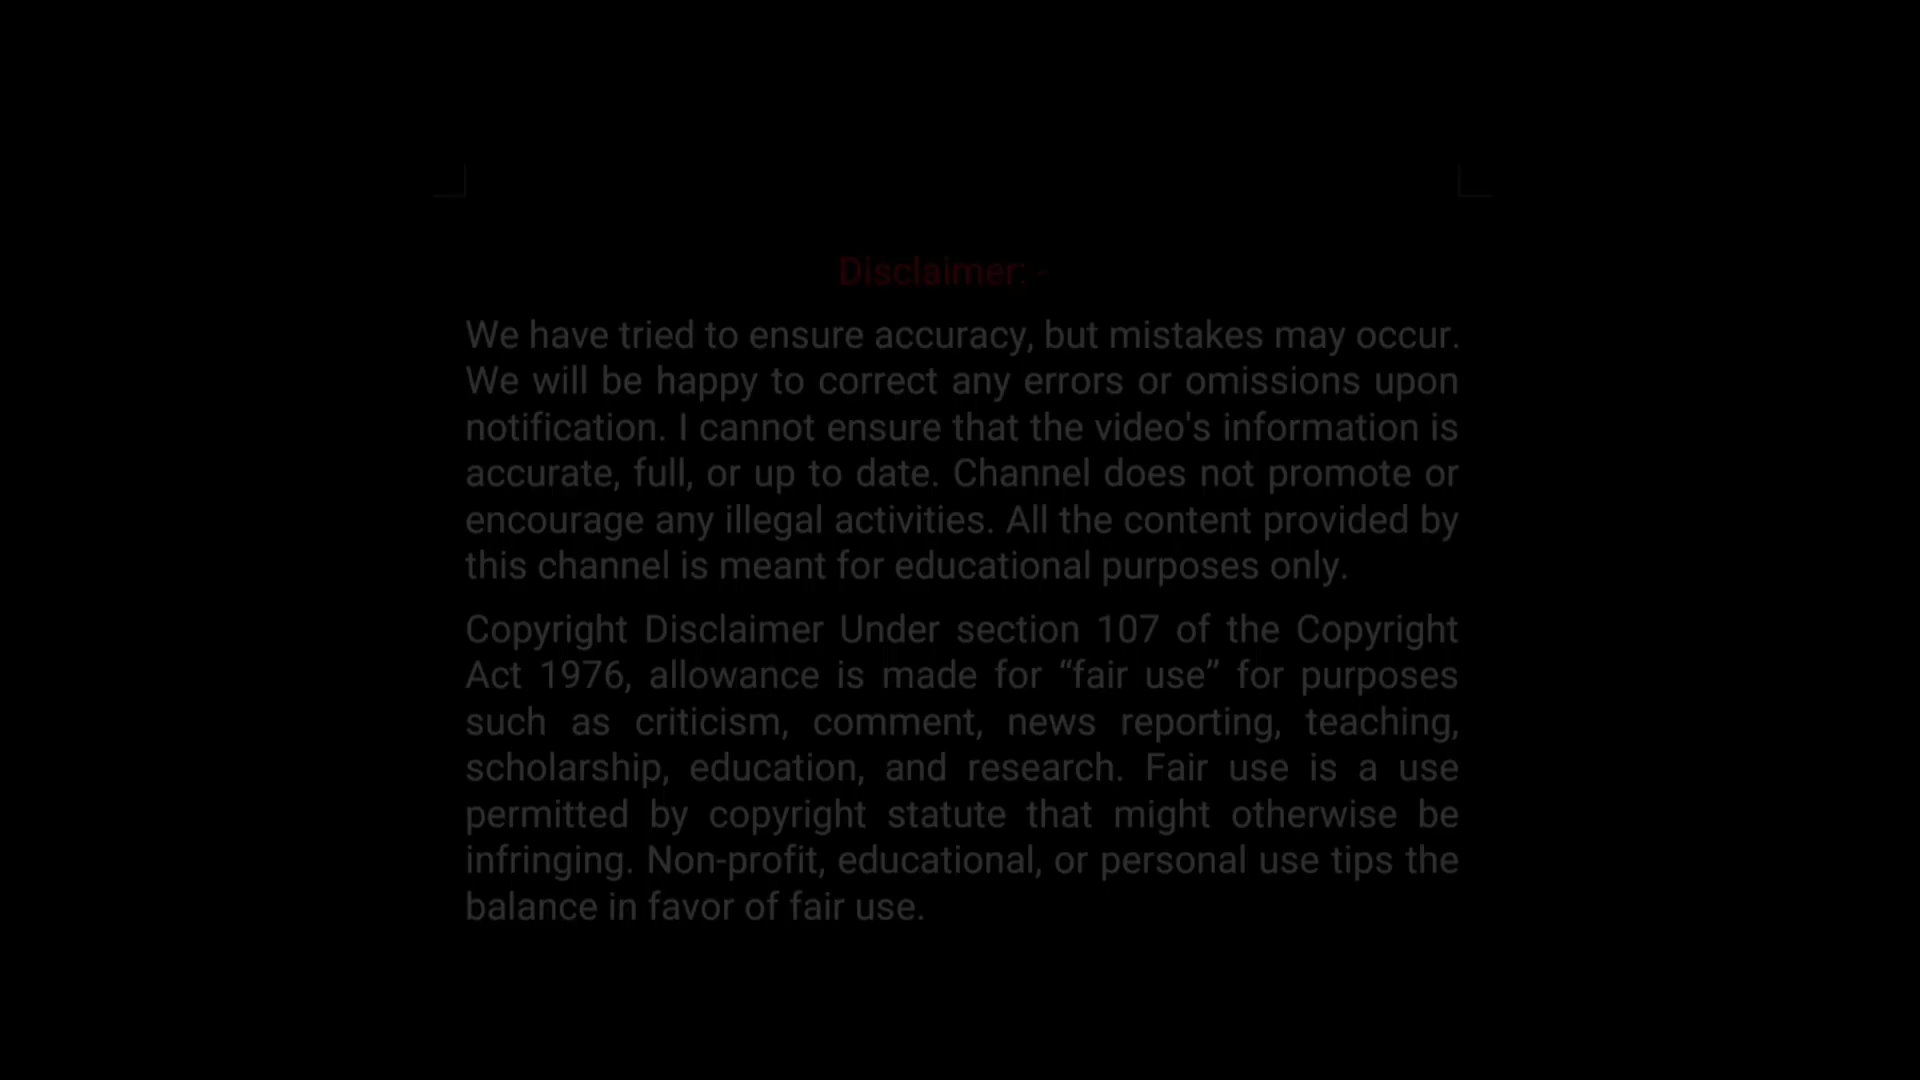 Disclaimer: -
We have tried to ensure accuracy, but mistakes may occur.
We will be happy to correct any errors or omissions upon
notification. I cannot ensure that the video's information is
accurate, full, or up to date. Channel does not promote or
encourage any illegal activities. All the content provided by
this channel is meant for educational purposes only.
Copyright Disclaimer Under section 107 of the Copyright
Act 1976, allowance is made for “fair use” for purposes
such as criticism, comment, news reporting, teaching,
scholarship, education, and research. Fair use is a use
permitted by copyright statute that might otherwise be
infringing. Non-profit, educational, or personal use tips the
balance in favor of fair use.